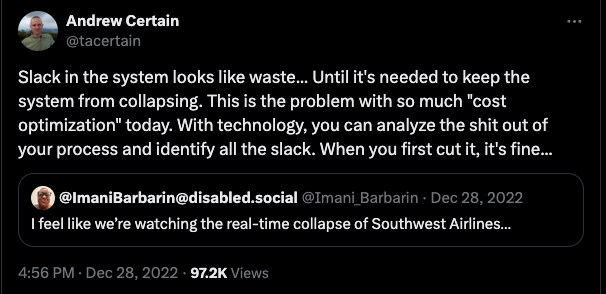 Andrew Certain
@tacertain
Slack in the system looks like waste... Until it's needed to keep the
system from collapsing. This is the problem with so much "cost
optimization" today. With technology, you can analyze the shit out of
your process and identify all the slack. When you first cut it, it's fine...
@ImaniBarbarin@disabled.social @Imani_Barbarin · Dec 28, 2022
I feel like we're watching the real-time collapse of Southwest Airlines...
4:56 PM · Dec 28, 2022 · 97.2K Views